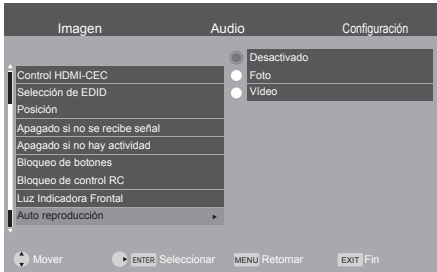 Imagen Audio Configuración
Desactivado
Control HDMI-CEC Foto
Selección de EDID Vídeo
Posición
Apagado si no se recibe señal
Apagado si no hay actividad
Bloqueo de botones
Bloqueo de control RC
Luz Indicadora Frontal
Auto reproducción
Mover ENTER Seleccionar MENU Retornar EXIT Fin